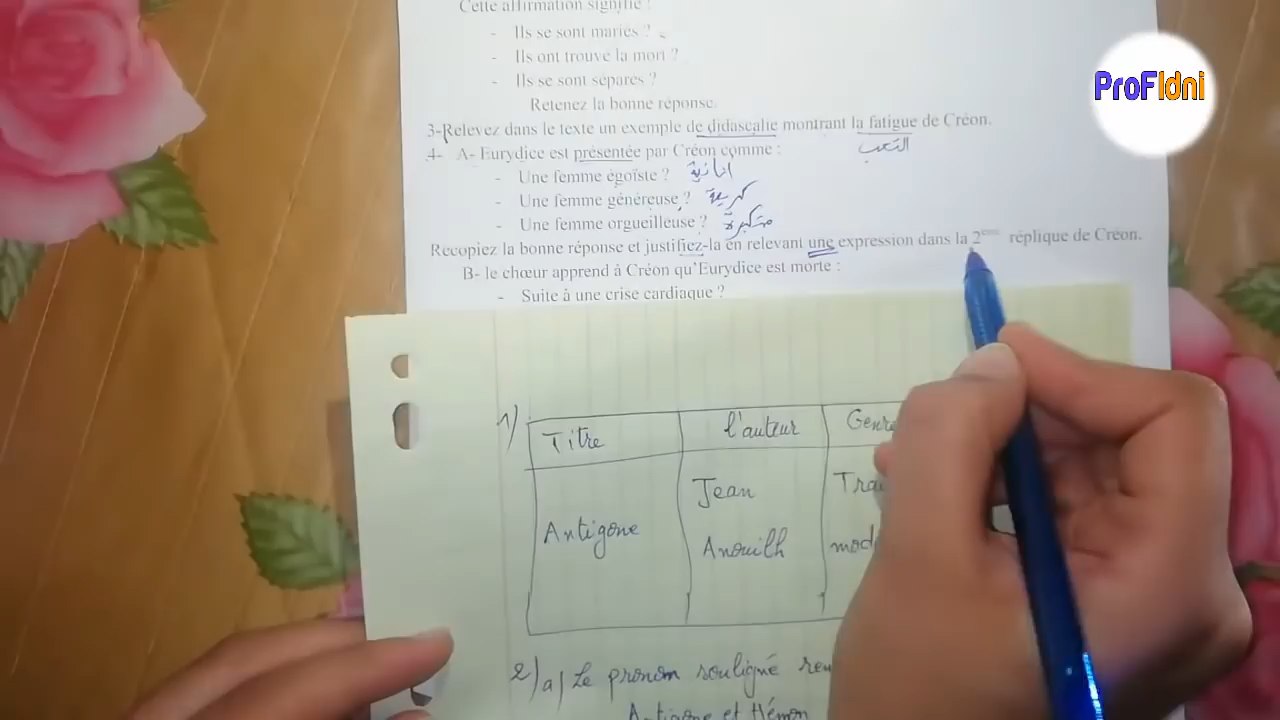 Cette affirmation signifie :
- Ils se sont mariés ?
- Ils ont trouvé la mort ?
- Ils se sont séparés ?
Retenez la bonne réponse.
ProFIdni
3-Relevez dans le texte un exemple de didascalie montrant la fatigue de Créon.
التعب
4- A- Eurydice est présentée par Créon comme :
- Une femme égoïste ? انانية
- Une femme généreuse ? كريمة
- Une femme orgueilleuse ? متكبرة
Recopiez la bonne réponse et justifiez-la en relevant une expression dans la 2ème réplique de Créon.
B- le chœur apprend à Créon qu'Eurydice est morte :
- Suite à une crise cardiaque ?
1)
Titre l'auteur Genre
Jean
Antigone
Anouilh
2) a) Le pronom souligné
Antigone et Hémon